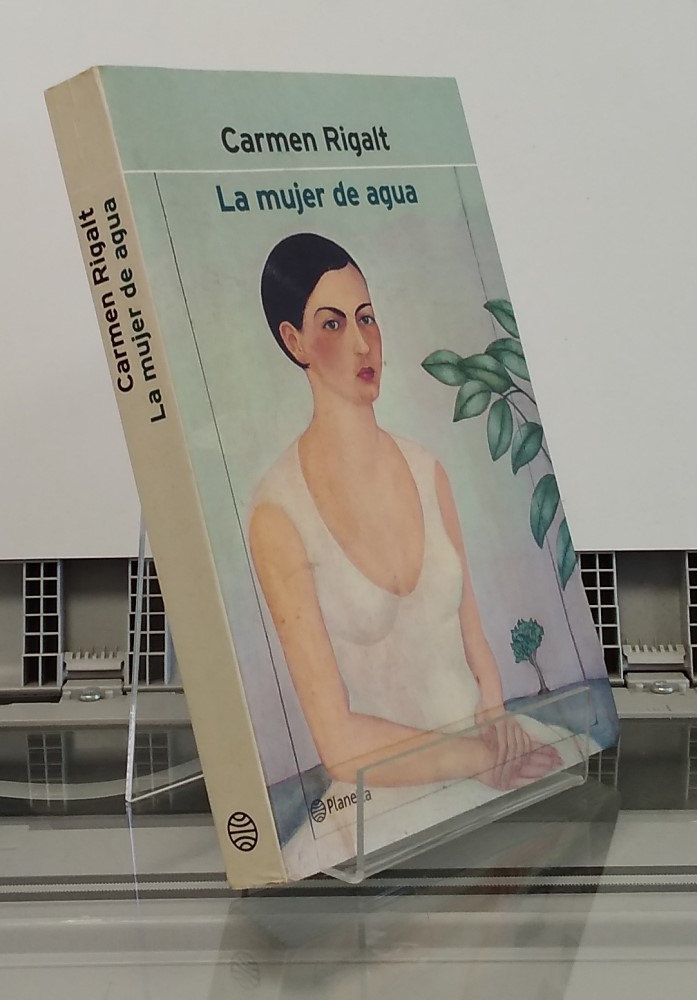 Carmen Rigalt
La mujer de agua
Carmen Rigalt
La mujer de agua
Planeta